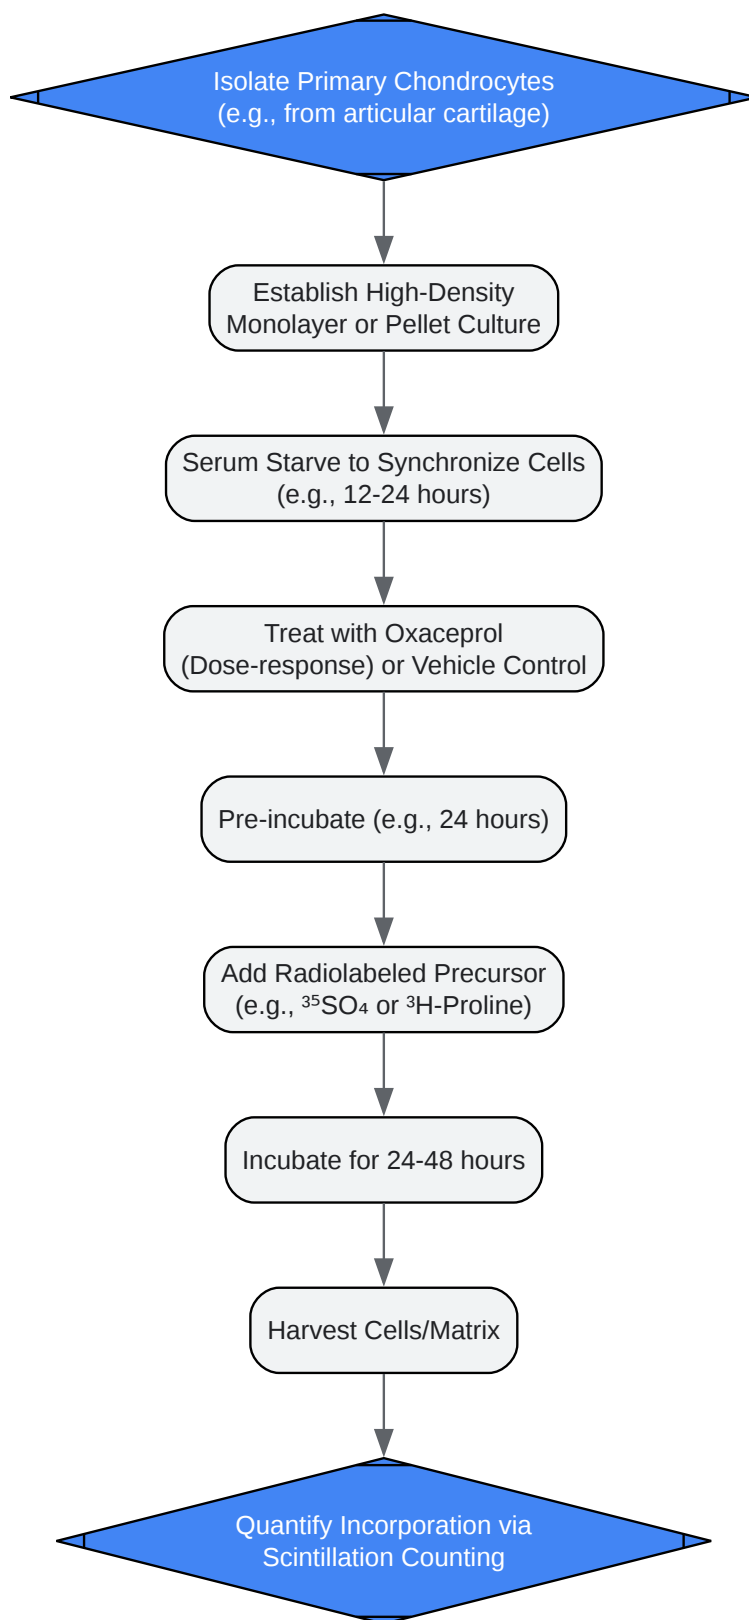 Isolate Primary Chondrocytes
(e.g., from articular cartilage)
Establish High-Density
Monolayer or Pellet Culture
Serum Starve to Synchronize Cells
(e.g., 12-24 hours)
Treat with Oxaceprol
(Dose-response) or Vehicle Control
Pre-incubate (e.g., 24 hours)
Add Radiolabeled Precursor
(e.g., ³⁵SO₄ or ³H-Proline)
Incubate for 24-48 hours
Harvest Cells/Matrix
Quantify Incorporation via
Scintillation Counting